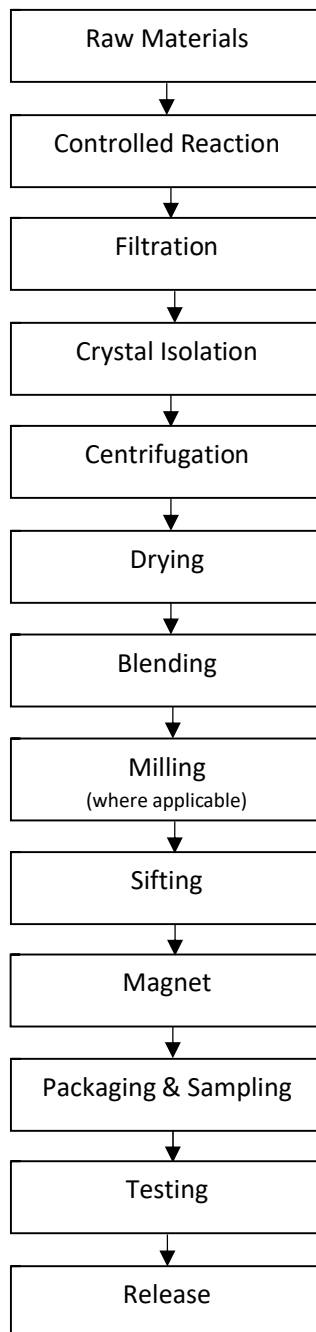 Raw Materials
Controlled Reaction
Filtration
Crystal Isolation
Centrifugation
Drying
Blending
Milling
(where applicable)
Sifting
Magnet
Packaging & Sampling
Testing
Release